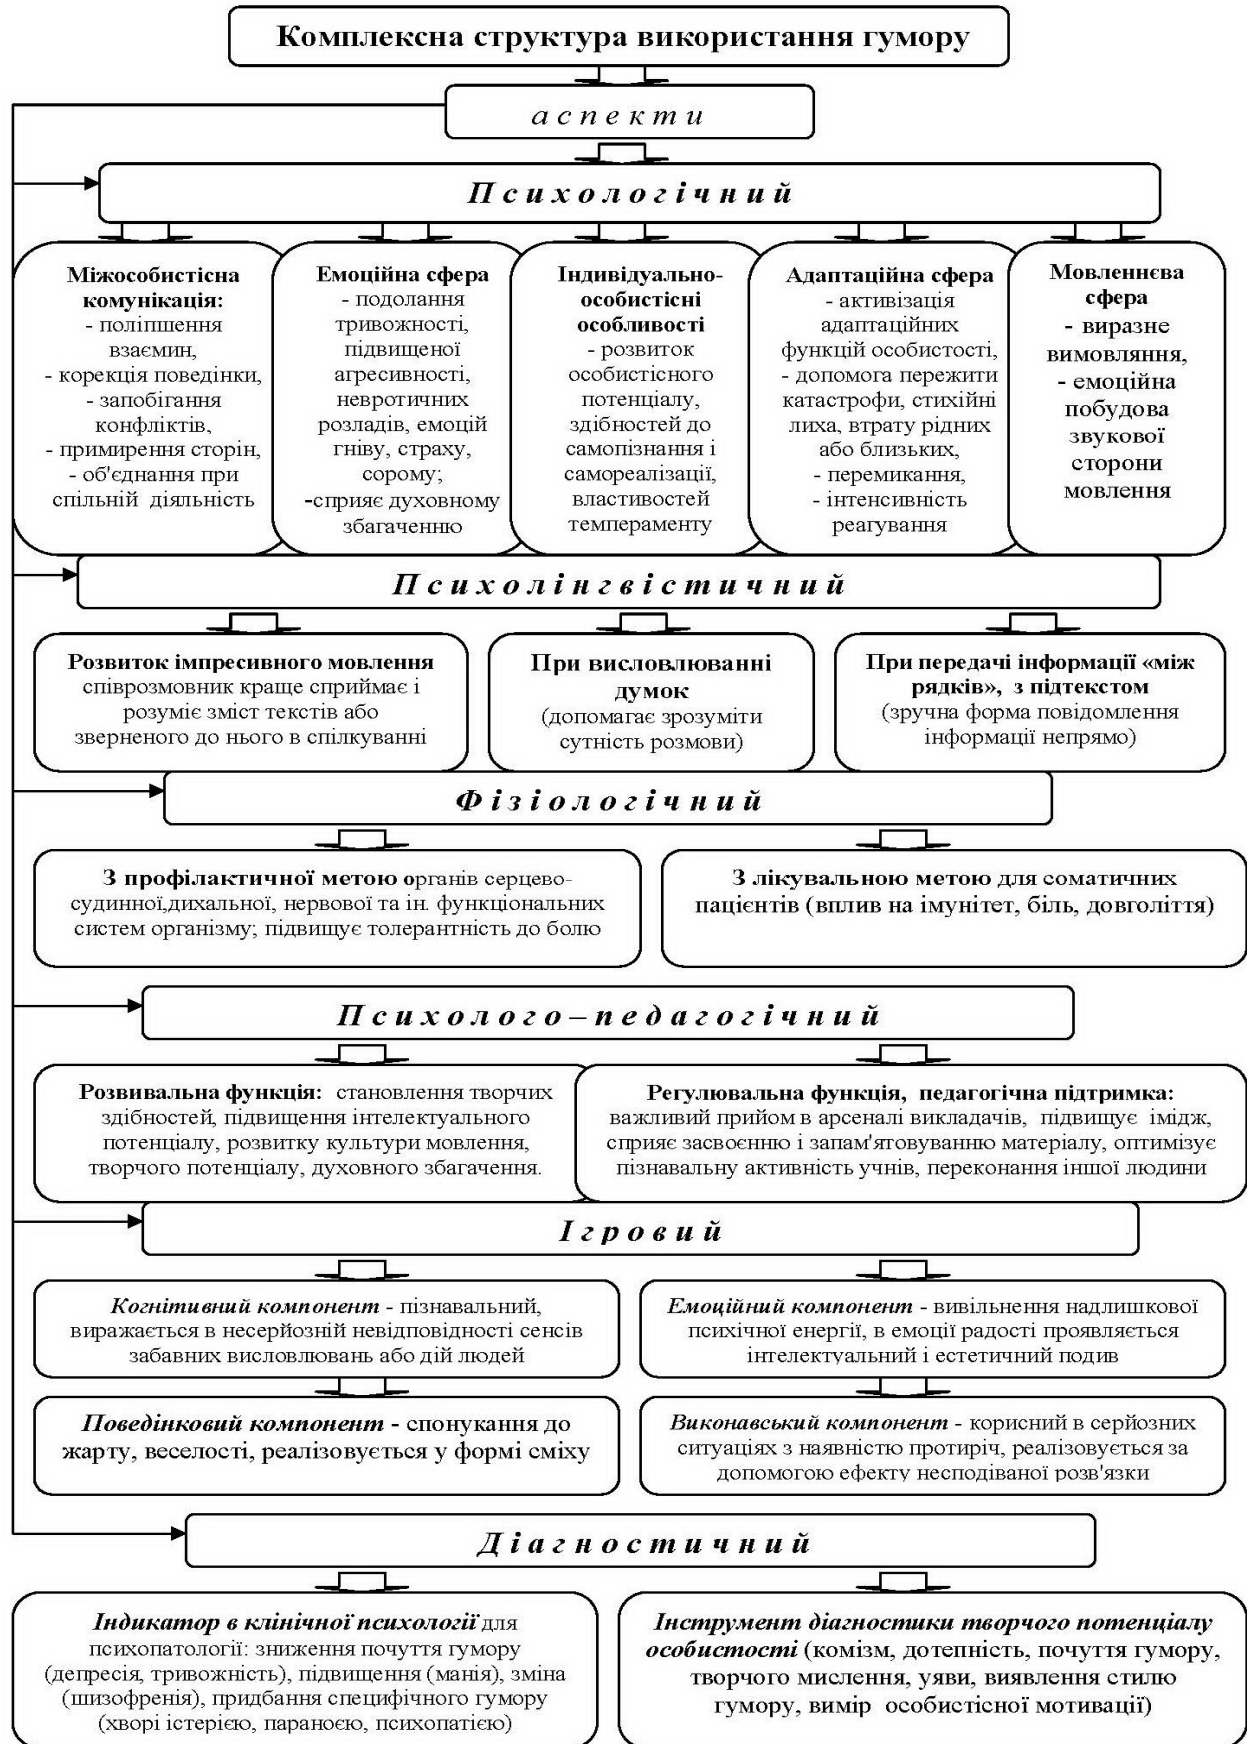 Комплексна структура використання гумору
аспекти
Психологічний
Міжособистісна
комунікація:
- поліпшення
взаємин,
- корекція поведінки,
- запобігання
конфліктів,
- примирення сторін,
- об'єднання при
спільній діяльність
Емоційна сфера
- подолання
тривожності,
підвищеної
агресивності,
невротичних
розладів, емоцій
гніву, страху,
сорому;
-сприяє духовному
збагаченню
Індивідуально-
особистісні
особливості
- розвиток
особистісного
потенціалу,
здібностей до
самопізнання і
самореалізації,
властивостей
темпераменту
Адаптаційна сфера
- активізація
адаптаційних
функцій особистості,
- допомога пережити
катастрофи, стихійні
лиха, втрату рідних
або близьких,
- перемикання,
- інтенсивність
реагування
Мовленнєва
сфера
- виразне
вимовляння,
- емоційна
побудова
звукової
сторони
мовлення
Психолінгвістичний
Розвиток імпресивного мовлення
співрозмовник краще сприймає і
розуміє зміст текстів або
зверненого до нього в спілкуванні
При висловлюванні
думок
(допомагає зрозуміти
сутність розмови)
При передачі інформації «між
рядків», з підтекстом
(зручна форма повідомлення
інформації непрямо)
Фізіологічний
З профілактичної метою органів серцево-
судинної,дихальної, нервової та ін. функціональних
систем організму; підвищує толерантність до болю
З лікувальною метою для соматичних
пацієнтів (вплив на імунітет, біль, довголіття)
Психолого–педагогічний
Розвивальна функція: становлення творчих
здібностей, підвищення інтелектуального
потенціалу, розвитку культури мовлення,
творчого потенціалу, духовного збагачення.
Регулювальна функція, педагогічна підтримка:
важливий прийом в арсеналі викладачів, підвищує імідж,
сприяє засвоєнню і запам'ятовуванню матеріалу, оптимізує
пізнавальну активність учнів, переконання іншої людини
Ігровий
Когнітивний компонент - пізнавальний,
виражається в несерйозній невідповідності сенсів
забавних висловлювань або дій людей
Емоційний компонент - вивільнення надлишкової
психічної енергії, в емоції радості проявляється
інтелектуальний і естетичний подив
Поведінковий компонент - спонукання до
жарту, веселості, реалізовується у формі сміху
Виконавський компонент - корисний в серйозних
ситуаціях з наявністю протиріч, реалізовується за
допомогою ефекту несподіваної розв'язки
Діагностичний
Індикатор в клінічної психології для
психопатології: зниження почуття гумору
(депресія, тривожність), підвищення (манія), зміна
(шизофренія), придбання специфічного гумору
(хворі істерією, параноєю, психопатією)
Інструмент діагностики творчого потенціалу
особистості (комізм, дотепність, почуття гумору,
творчого мислення, уяви, виявлення стилю
гумору, вимір особистісної мотивації)